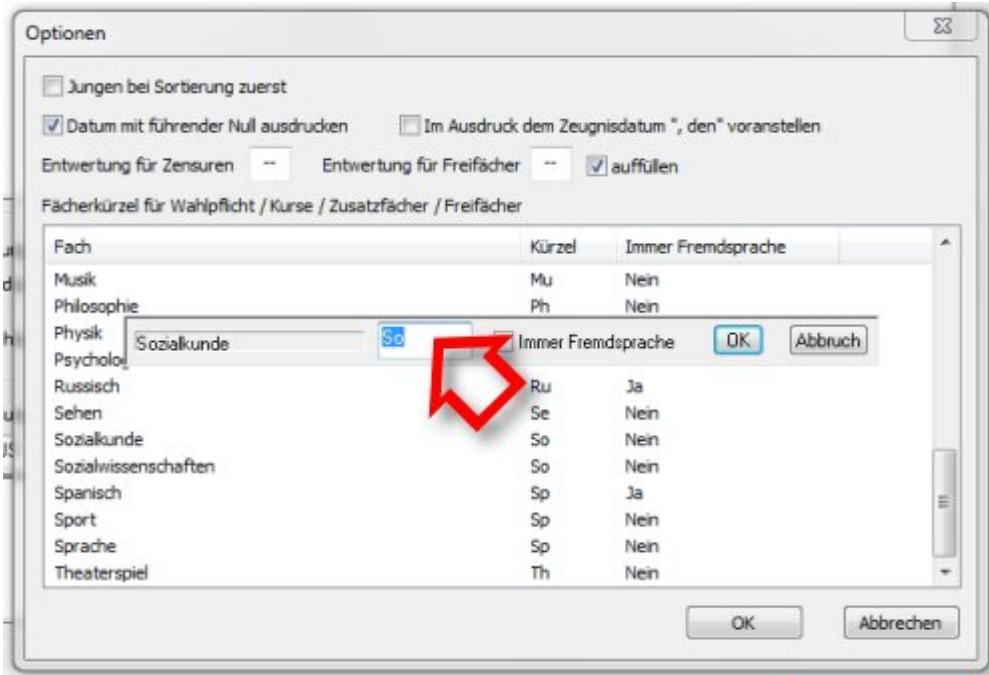 Optionen
Jungen bei Sortierung zuerst
Datum mit führender Null ausdrucken Im Ausdruck dem Zeugnisdatum ", den" voranstellen
Entwertung für Zensuren -- Entwertung für Freifächer -- auffüllen
Fächerkürzel für Wahlpflicht / Kurse / Zusatzfächer / Freifächer
Fach Kürzel Immer Fremdsprache
Musik Mu Nein
Philosophie Ph Nein
Physik
Sozialkunde So Immer Fremdsprache OK Abbruch
Psycholog
Russisch Ru Ja
Sehen Se Nein
Sozialkunde So Nein
Sozialwissenschaften So Nein
Spanisch Sp Ja
Sport Sp Nein
Sprache Sp Nein
Theaterspiel Th Nein
OK Abbrechen